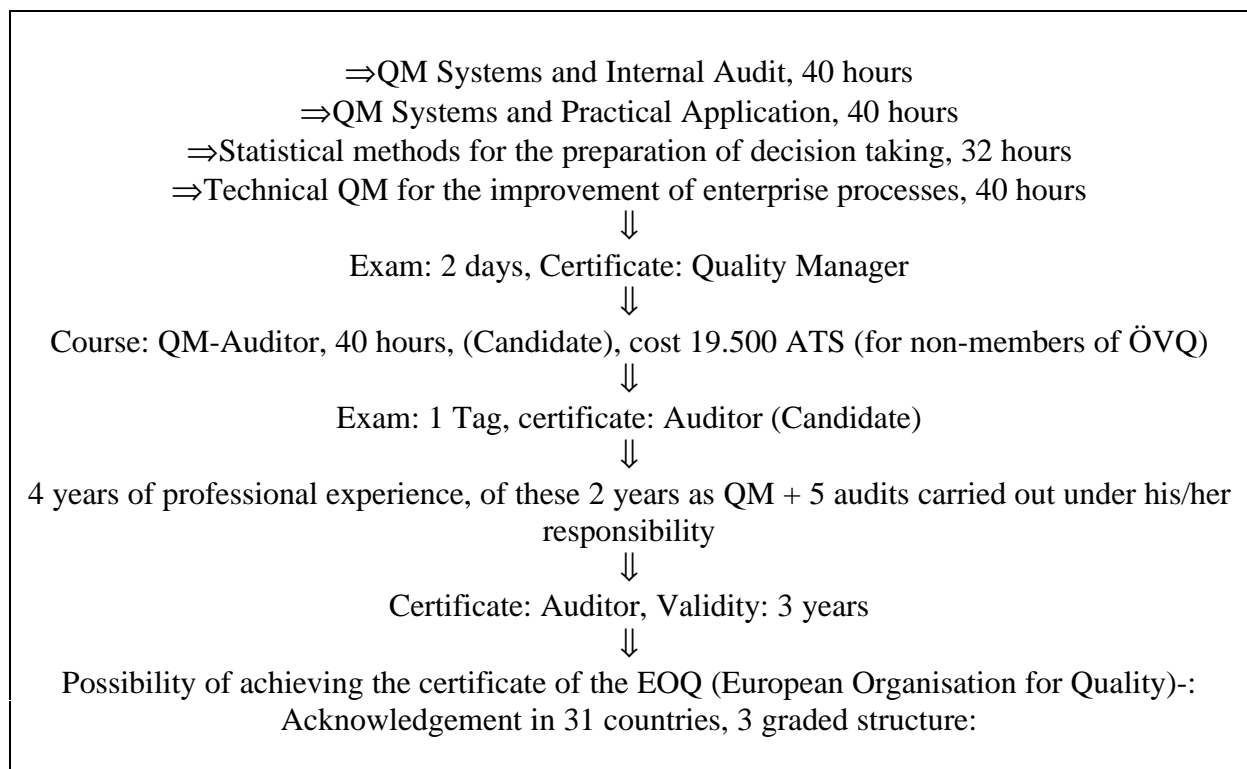 ⇒QM Systems and Internal Audit, 40 hours
⇒QM Systems and Practical Application, 40 hours
⇒Statistical methods for the preparation of decision taking, 32 hours
⇒Technical QM for the improvement of enterprise processes, 40 hours
⇓
Exam: 2 days, Certificate: Quality Manager
⇓
Course: QM-Auditor, 40 hours, (Candidate), cost 19.500 ATS (for non-members of ÖVQ)
⇓
Exam: 1 Tag, certificate: Auditor (Candidate)
⇓
4 years of professional experience, of these 2 years as QM + 5 audits carried out under his/her
responsibility
⇓
Certificate: Auditor, Validity: 3 years
⇓
Possibility of achieving the certificate of the EOQ (European Organisation for Quality)-:
Acknowledgement in 31 countries, 3 graded structure: